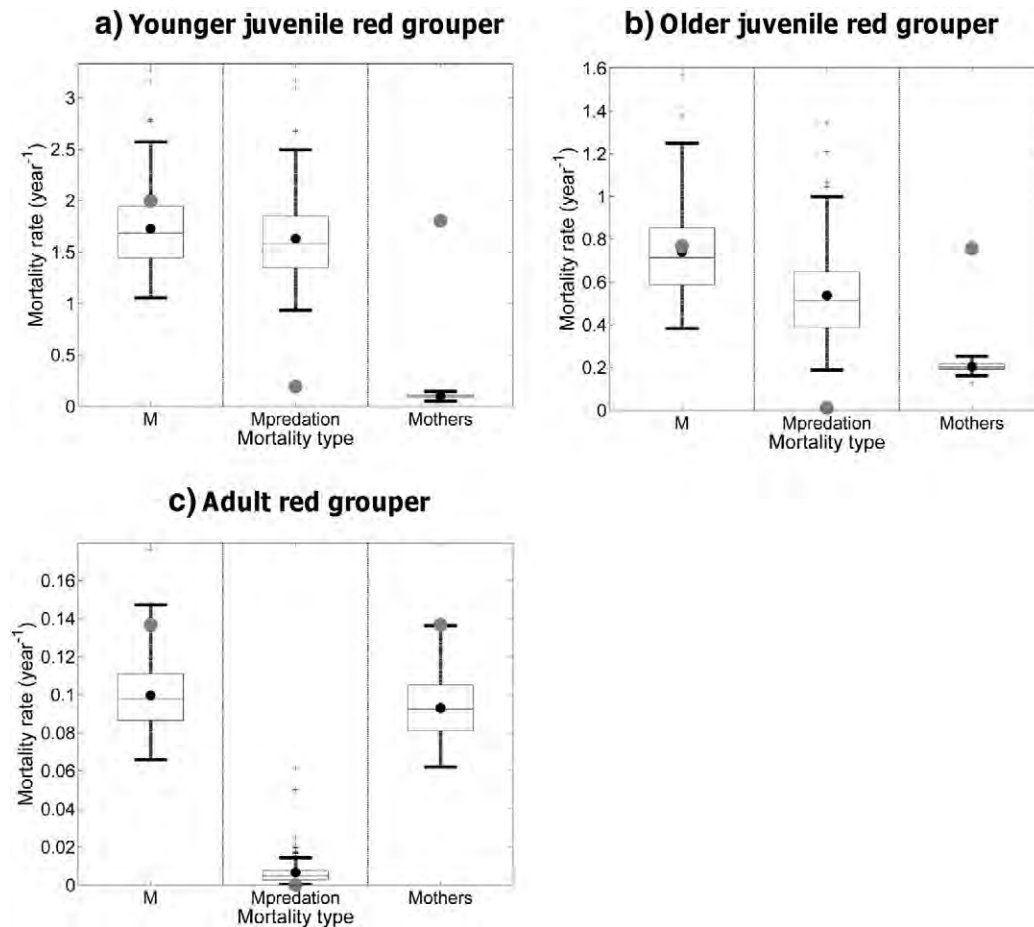 a) Younger juvenile red grouper
3
2.5
2
1.5
1
0.5
0
Mortality rate (year-1)
M Mpredation Mothers
Mortality type
b) Older juvenile red grouper
1.6
1.4
1.2
1
0.8
0.6
0.4
0.2
0
Mortality rate (year-1)
M Mpredation Mothers
Mortality type
c) Adult red grouper
0.16
0.14
0.12
0.1
0.08
0.06
0.04
0.02
0
Mortality rate (year-1)
M Mpredation Mothers
Mortality type